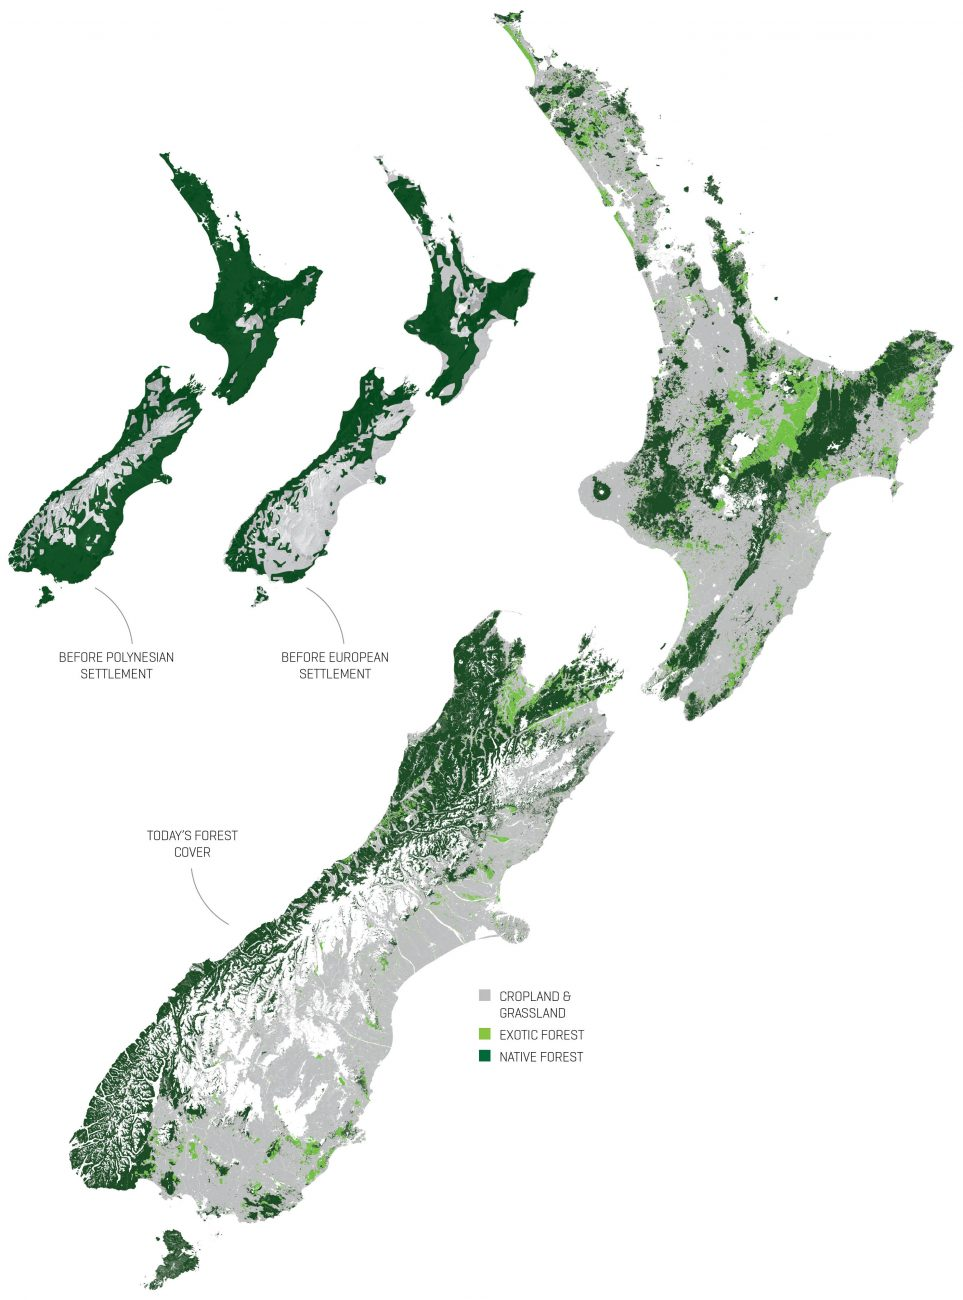 BEFORE POLYNESIAN
SETTLEMENT
BEFORE EUROPEAN
SETTLEMENT
TODAY'S FOREST
COVER
CROPLAND &
GRASSLAND
EXOTIC FOREST
NATIVE FOREST